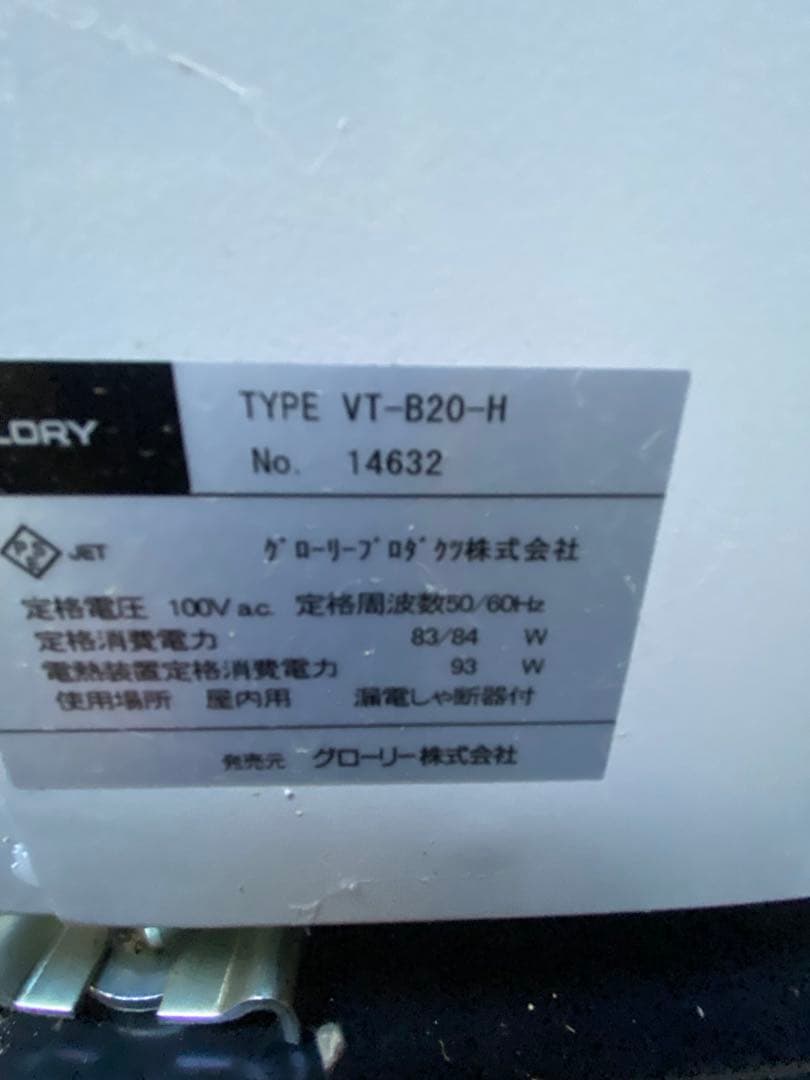 LORY
TYPE VT-B20-H
No. 14632
PSE JET グローリープロダクツ株式会社
定格電圧 100V a.c. 定格周波数50/60Hz
定格消費電力 83/84 W
電熱装置定格消費電力 93 W
使用場所 屋内用 漏電しゃ断器付
発売元 グローリー株式会社